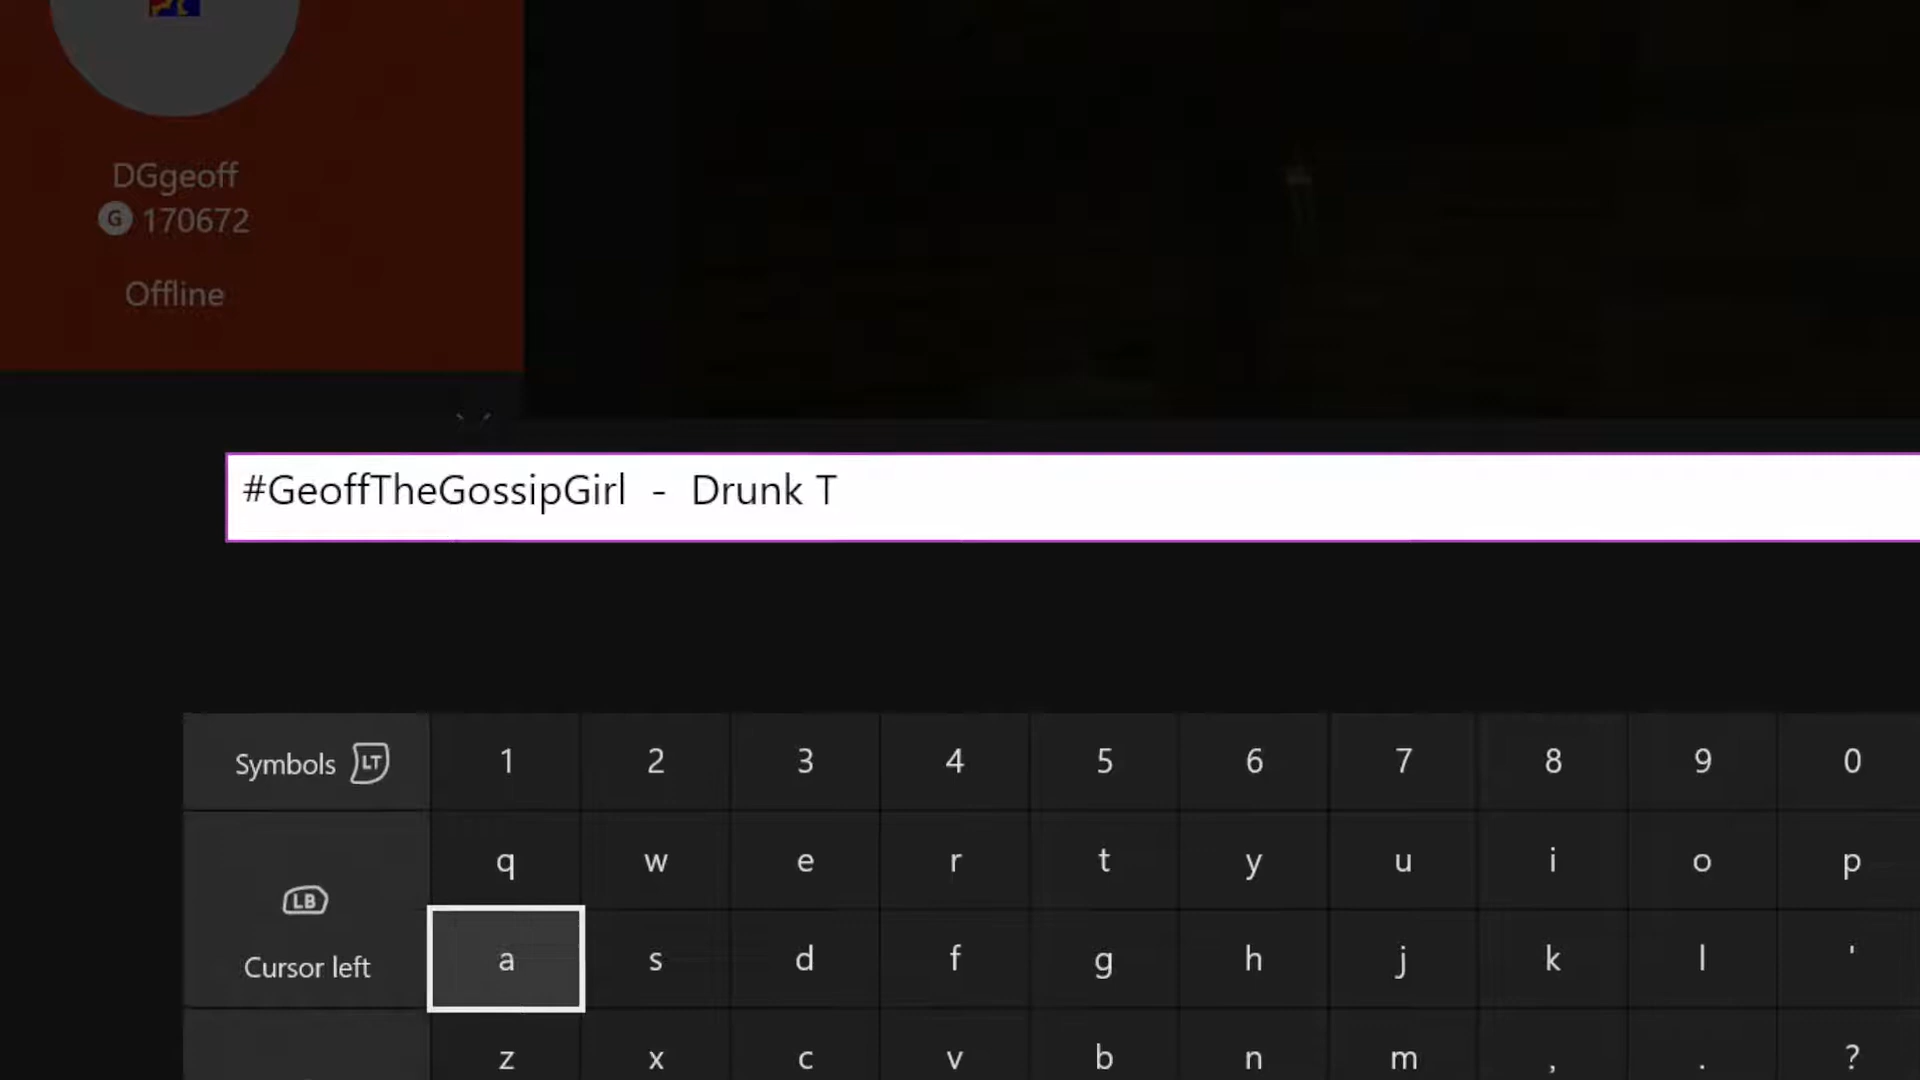 DGgeoff
G 170672
Offline
#GeoffTheGossipGirl - Drunk T
Symbols LT 1 2 3 4 5 6 7 8 9 0
q w e r t y u i o p
LB
Cursor left
a s d f g h j k l '
z x c v b n m , . ?